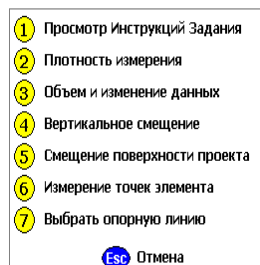 1 Просмотр Инструкций Задания
2 Плотность измерения
3 Объем и изменение данных
4 Вертикальное смещение
5 Смещение поверхности проекта
6 Измерение точек элемента
7 Выбрать опорную линию
Esc Отмена